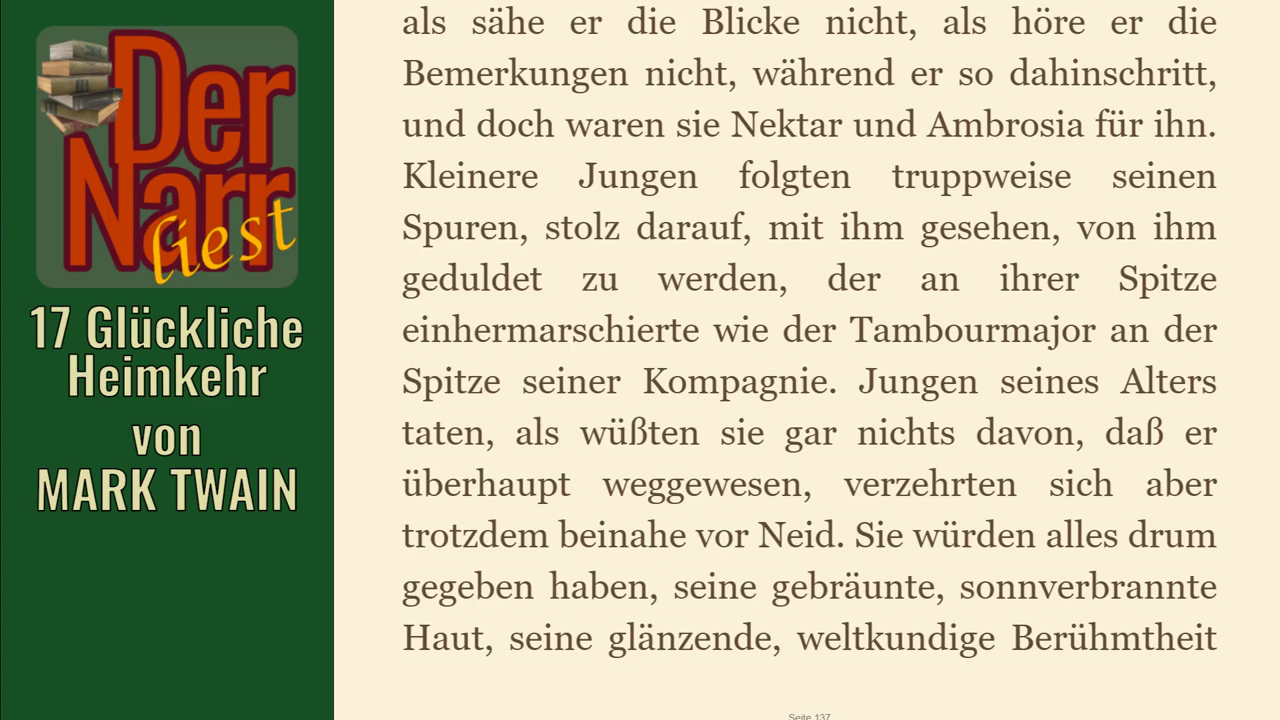 Der
Narr
liest
17 Glückliche
Heimkehr
von
MARK TWAIN
als sähe er die Blicke nicht, als höre er die
Bemerkungen nicht, während er so dahinschritt,
und doch waren sie Nektar und Ambrosia für ihn.
Kleinere Jungen folgten truppweise seinen
Spuren, stolz darauf, mit ihm gesehen, von ihm
geduldet zu werden, der an ihrer Spitze
einhermarschierte wie der Tambourmajor an der
Spitze seiner Kompagnie. Jungen seines Alters
taten, als wüßten sie gar nichts davon, daß er
überhaupt weggewesen, verzehrten sich aber
trotzdem beinahe vor Neid. Sie würden alles drum
gegeben haben, seine gebräunte, sonnverbrannte
Haut, seine glänzende, weltkundige Berühmtheit
Seite 137